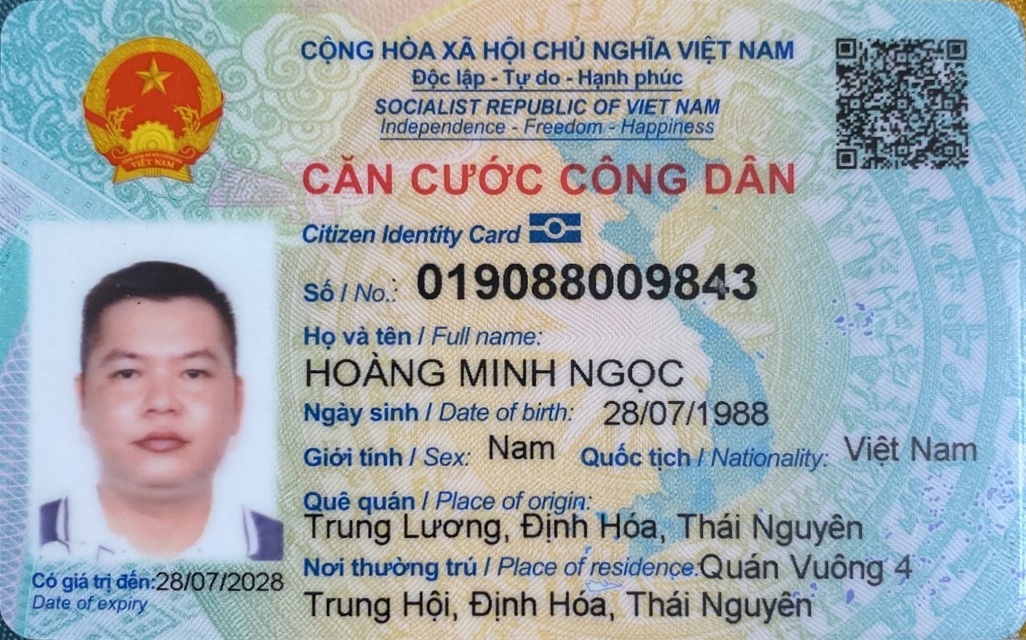 CỘNG HÒA XÃ HỘI CHỦ NGHĨA VIỆT NAM
Độc lập - Tự do - Hạnh phúc
SOCIALIST REPUBLIC OF VIET NAM
Independence - Freedom - Happiness
VIỆT NAM
CĂN CƯỚC CÔNG DÂN
Citizen Identity Card
Số / No.: 019088009843
Họ và tên / Full name:
HOÀNG MINH NGỌC
Ngày sinh / Date of birth: 28/07/1988
Giới tính / Sex: Nam Quốc tịch / Nationality: Việt Nam
Quê quán / Place of origin:
Trung Lương, Định Hóa, Thái Nguyên
Nơi thường trú / Place of residence: Quán Vuông 4
Trung Hội, Định Hóa, Thái Nguyên
Có giá trị đến: 28/07/2028
Date of expiry